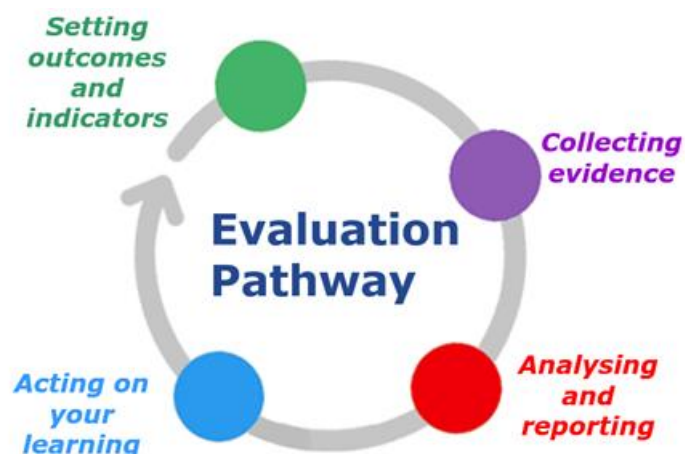 Setting
outcomes
and
indicators
Collecting
evidence
Evaluation
Pathway
Analysing
and
reporting
Acting on
your
learning